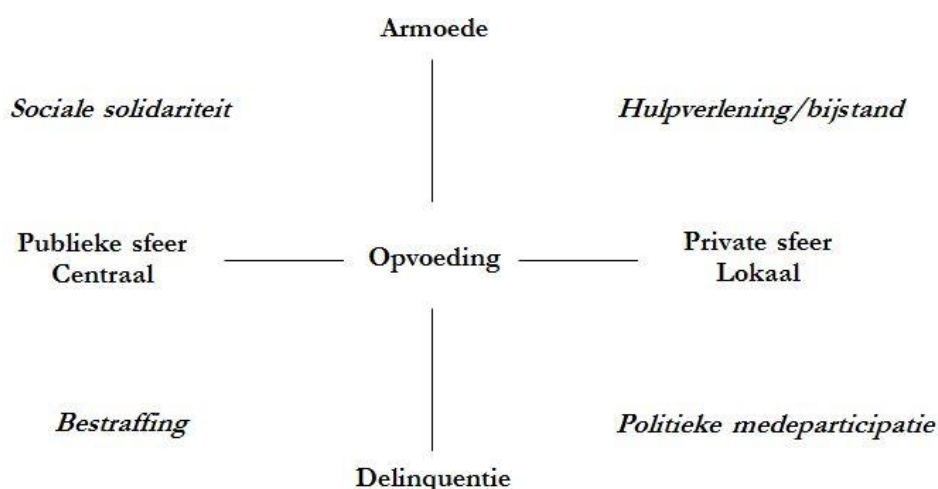 Armoede
Sociale solidariteit
Hulpverlening/bijstand
Publieke sfeer
Centraal
Opvoeding
Private sfeer
Lokaal
Bestraffing
Politieke medeparticipatie
Delinquentie